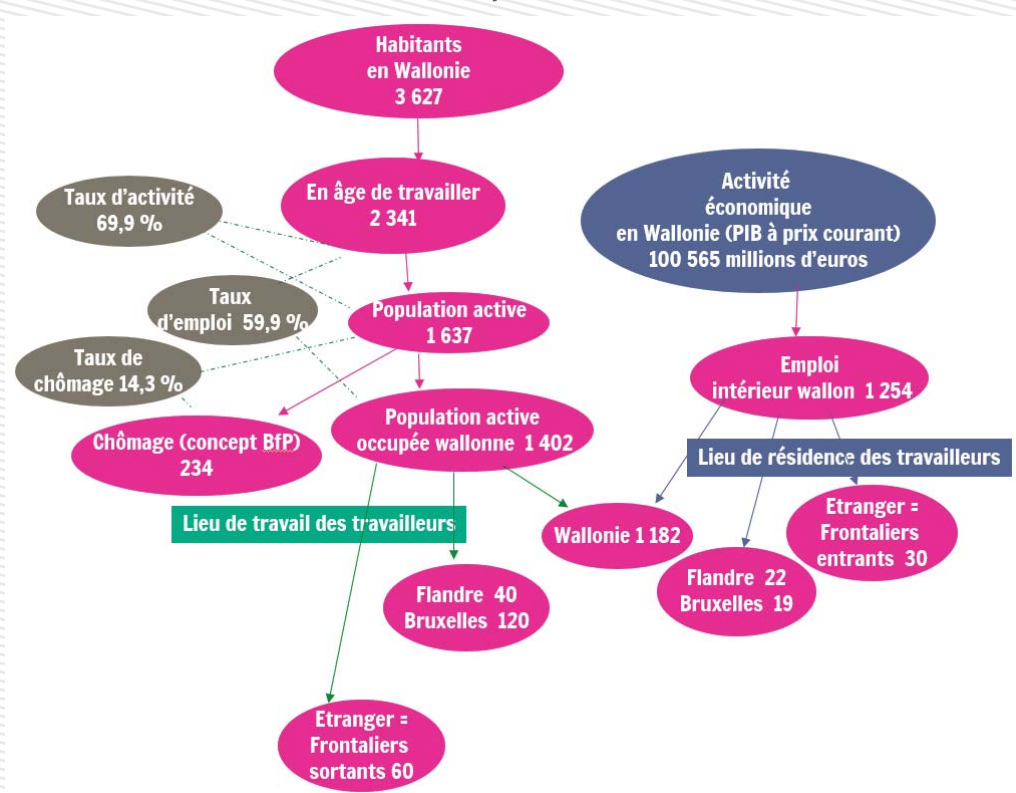 Habitants
en Wallonie
3 627
En âge de travailler
2 341
Taux d'activité
69,9 %
Taux
d'emploi 59,9 %
Population active
1 637
Taux de
chômage 14,3 %
Chômage (concept BfP)
234
Population active
occupée wallonne 1 402
Lieu de travail des travailleurs
Flandre 40
Bruxelles 120
Etranger =
Frontaliers
sortants 60
Activité
économique
en Wallonie (PIB à prix courant)
100 565 millions d'euros
Emploi
intérieur wallon 1 254
Lieu de résidence des travailleurs
Wallonie 1 182
Flandre 22
Bruxelles 19
Etranger =
Frontaliers
entrants 30